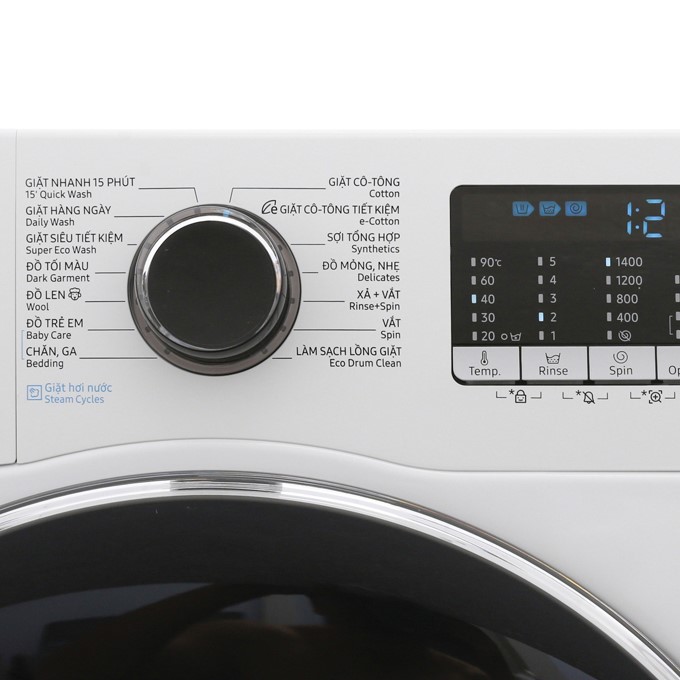 GIẶT NHANH 15 PHÚT
15' Quick Wash
GIẶT HÀNG NGÀY
Daily Wash
GIẶT SIÊU TIẾT KIỆM
Super Eco Wash
ĐỒ TỐI MÀU
Dark Garment
ĐỒ LEN
Wool
ĐỒ TRẺ EM
Baby Care
CHĂN, GA
Bedding
Giặt hơi nước
Steam Cycles
GIẶT CÔ-TÔNG
Cotton
GIẶT CÔ-TÔNG TIẾT KIỆM
e-Cotton
SỢI TỔNG HỢP
Synthetics
ĐỒ MỎNG, NHẸ
Delicates
XẢ + VẮT
Rinse+Spin
VẮT
Spin
LÀM SẠCH LỒNG GIẶT
Eco Drum Clean
1:2
90℃ 5 1400
60 4 1200
40 3 800
30 2 400
20 1
Temp. Rinse Spin